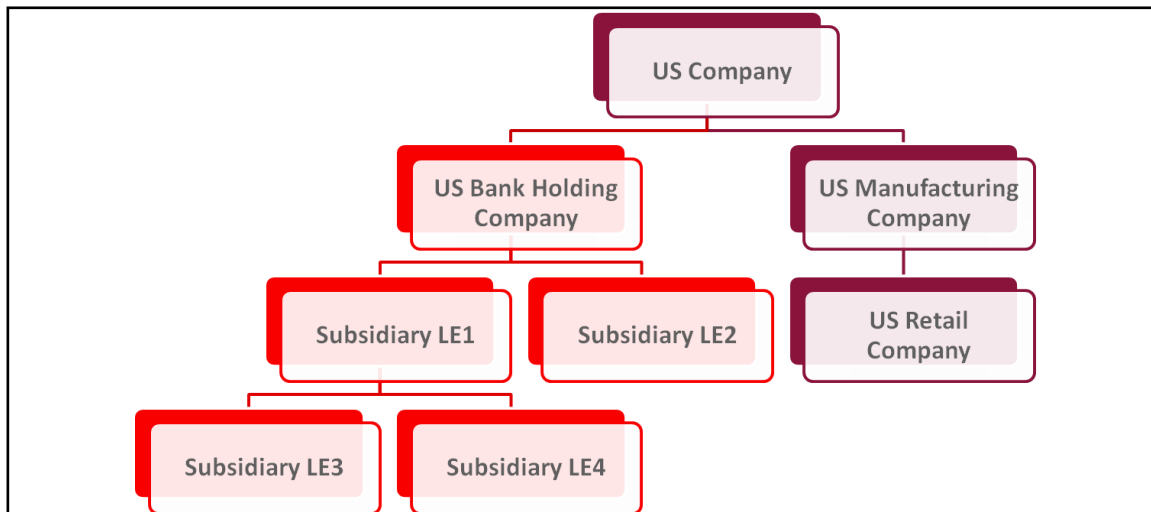 US Company
US Bank Holding
Company
US Manufacturing
Company
Subsidiary LE1
Subsidiary LE2
US Retail
Company
Subsidiary LE3
Subsidiary LE4